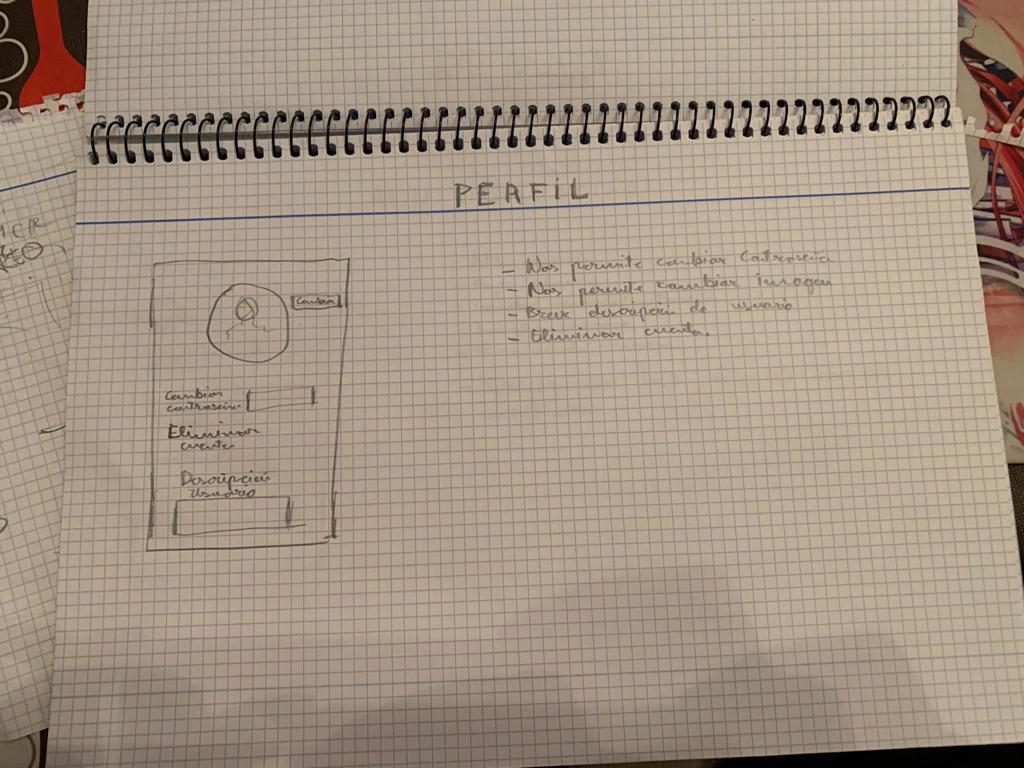 PERFIL
Cambiar
Cambiar
contraseña
Eliminar
cuenta
Descripción
Usuario
- Nos permite cambiar Catraseña
- Nos permite cambiar imagen
- Breve descripción de usuario
- Eliminar cuenta.